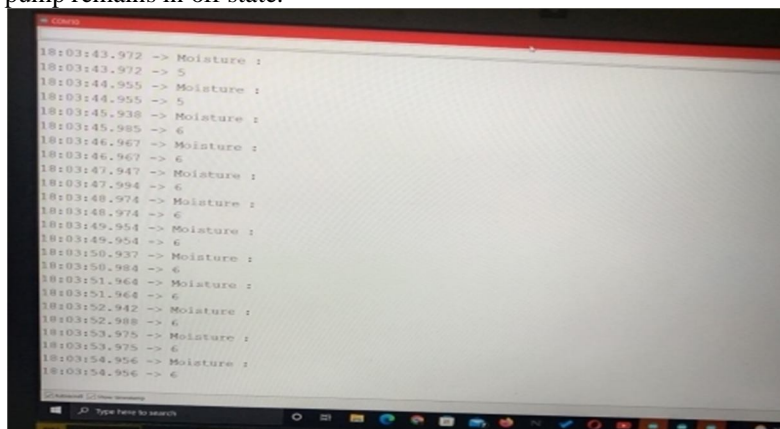 pump remains in off state.
COM10
18:03:43.972 -> Moisture :
18:03:43.972 -> 5
18:03:44.955 -> Moisture :
18:03:44.955 -> 5
18:03:45.938 -> Moisture :
18:03:45.985 -> 6
18:03:46.967 -> Moisture :
18:03:46.967 -> 6
18:03:47.947 -> Moisture :
18:03:47.994 -> 6
18:03:48.974 -> Moisture :
18:03:48.974 -> 6
18:03:49.954 -> Moisture :
18:03:49.954 -> 6
18:03:50.937 -> Moisture :
18:03:50.984 -> 6
18:03:51.964 -> Moisture :
18:03:51.964 -> 6
18:03:52.942 -> Moisture :
18:03:52.988 -> 6
18:03:53.975 -> Moisture :
18:03:53.975 -> 6
18:03:54.956 -> Moisture :
18:03:54.956 -> 6
Autoscroll Show timestamp
Type here to search